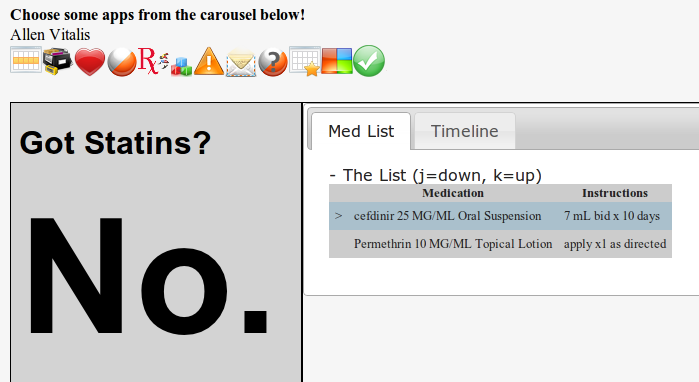 Choose some apps from the carousel below!
Allen Vitalis
Rx
?
Got Statins?
No.
Med List Timeline
- The List (j=down, k=up)
Medication Instructions
> cefdinir 25 MG/ML Oral Suspension 7 mL bid x 10 days
Permethrin 10 MG/ML Topical Lotion apply x1 as directed